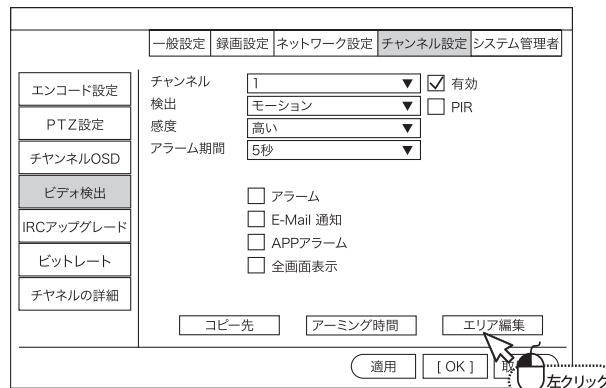 一般設定 録画設定 ネットワーク設定 チャンネル設定 システム管理者
エンコード設定
PTZ設定
チヤンネルOSD
ビデオ検出
IRCアップグレード
ビットレート
チヤネルの詳細
チャンネル 1 有効
検出 モーション PIR
感度 高い
アラーム期間 5秒
アラーム
E-Mail 通知
APPアラーム
全画面表示
コピー先 アーミング時間 エリア編集
適用 [ OK ] 取
左クリック